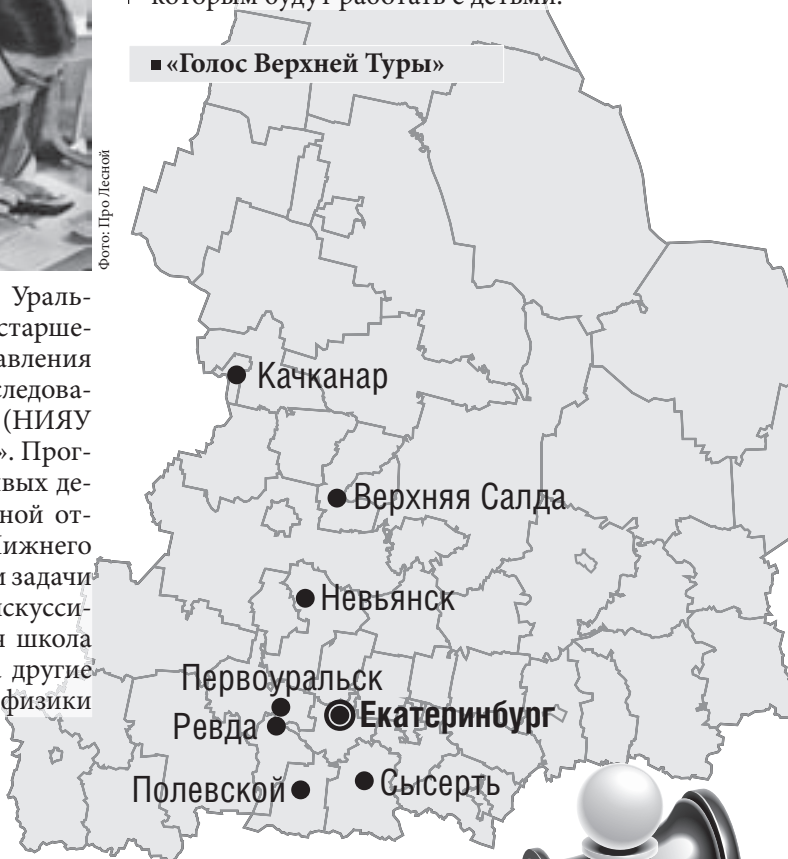 которым будут работать с детьми.
«Голос Верхней Туры»
Фото: Про Лесной
Ураль-
старше-
авления
следова-
(НИЯУ
». Прог-
ивых де-
ной от-
Нижнего
и задачи
искусси-
я школа
другие
физики
Качканар
Верхняя Салда
Невьянск
Первоуральск
Ревда
Екатеринбург
Полевской
Сысерть